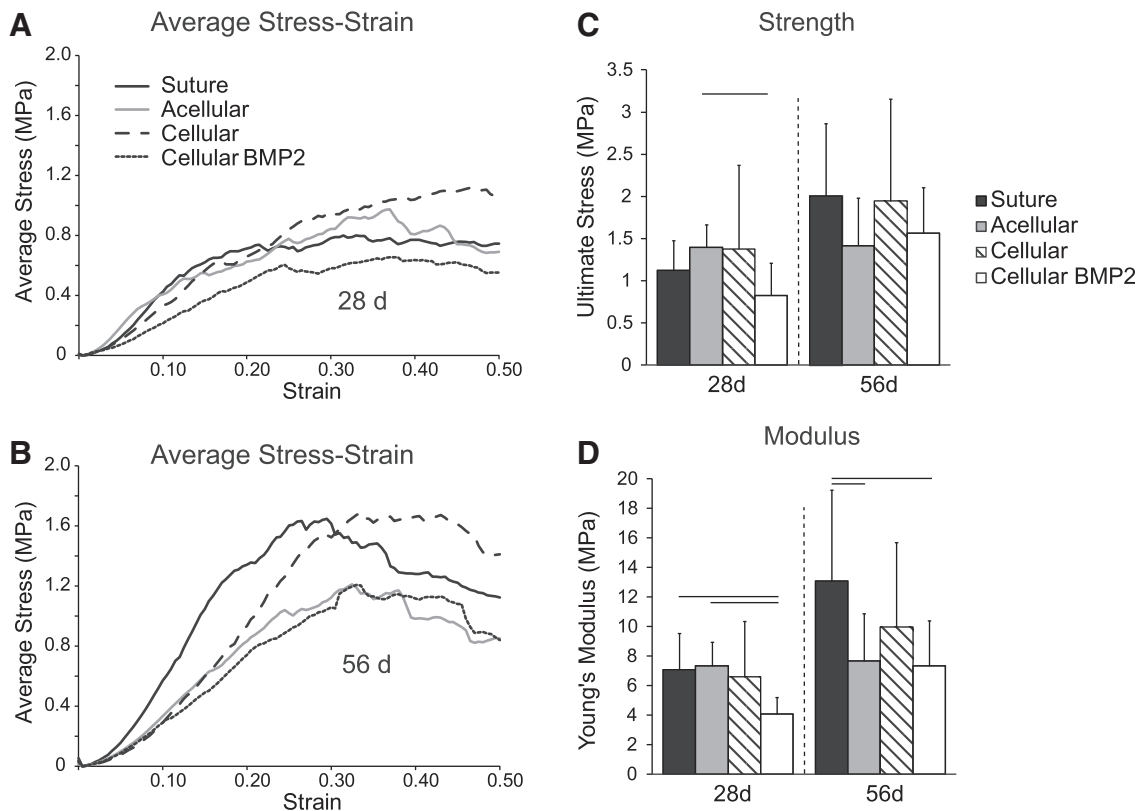 A
Average Stress-Strain
2.0
1.6
1.2
0.8
0.4
0
Average Stress (MPa)
Suture
Acellular
Cellular
Cellular BMP2
28 d
0.10 0.20 0.30 0.40 0.50
Strain
B
Average Stress-Strain
2.0
1.6
1.2
0.8
0.4
0
Average Stress (MPa)
56 d
0.10 0.20 0.30 0.40 0.50
Strain
C
Strength
3.5
3
2.5
2
1.5
1
0.5
0
Ultimate Stress (MPa)
28d 56d
Suture
Acellular
Cellular
Cellular BMP2
D
Modulus
20
18
16
14
12
10
8
6
4
2
0
Young's Modulus (MPa)
28d 56d